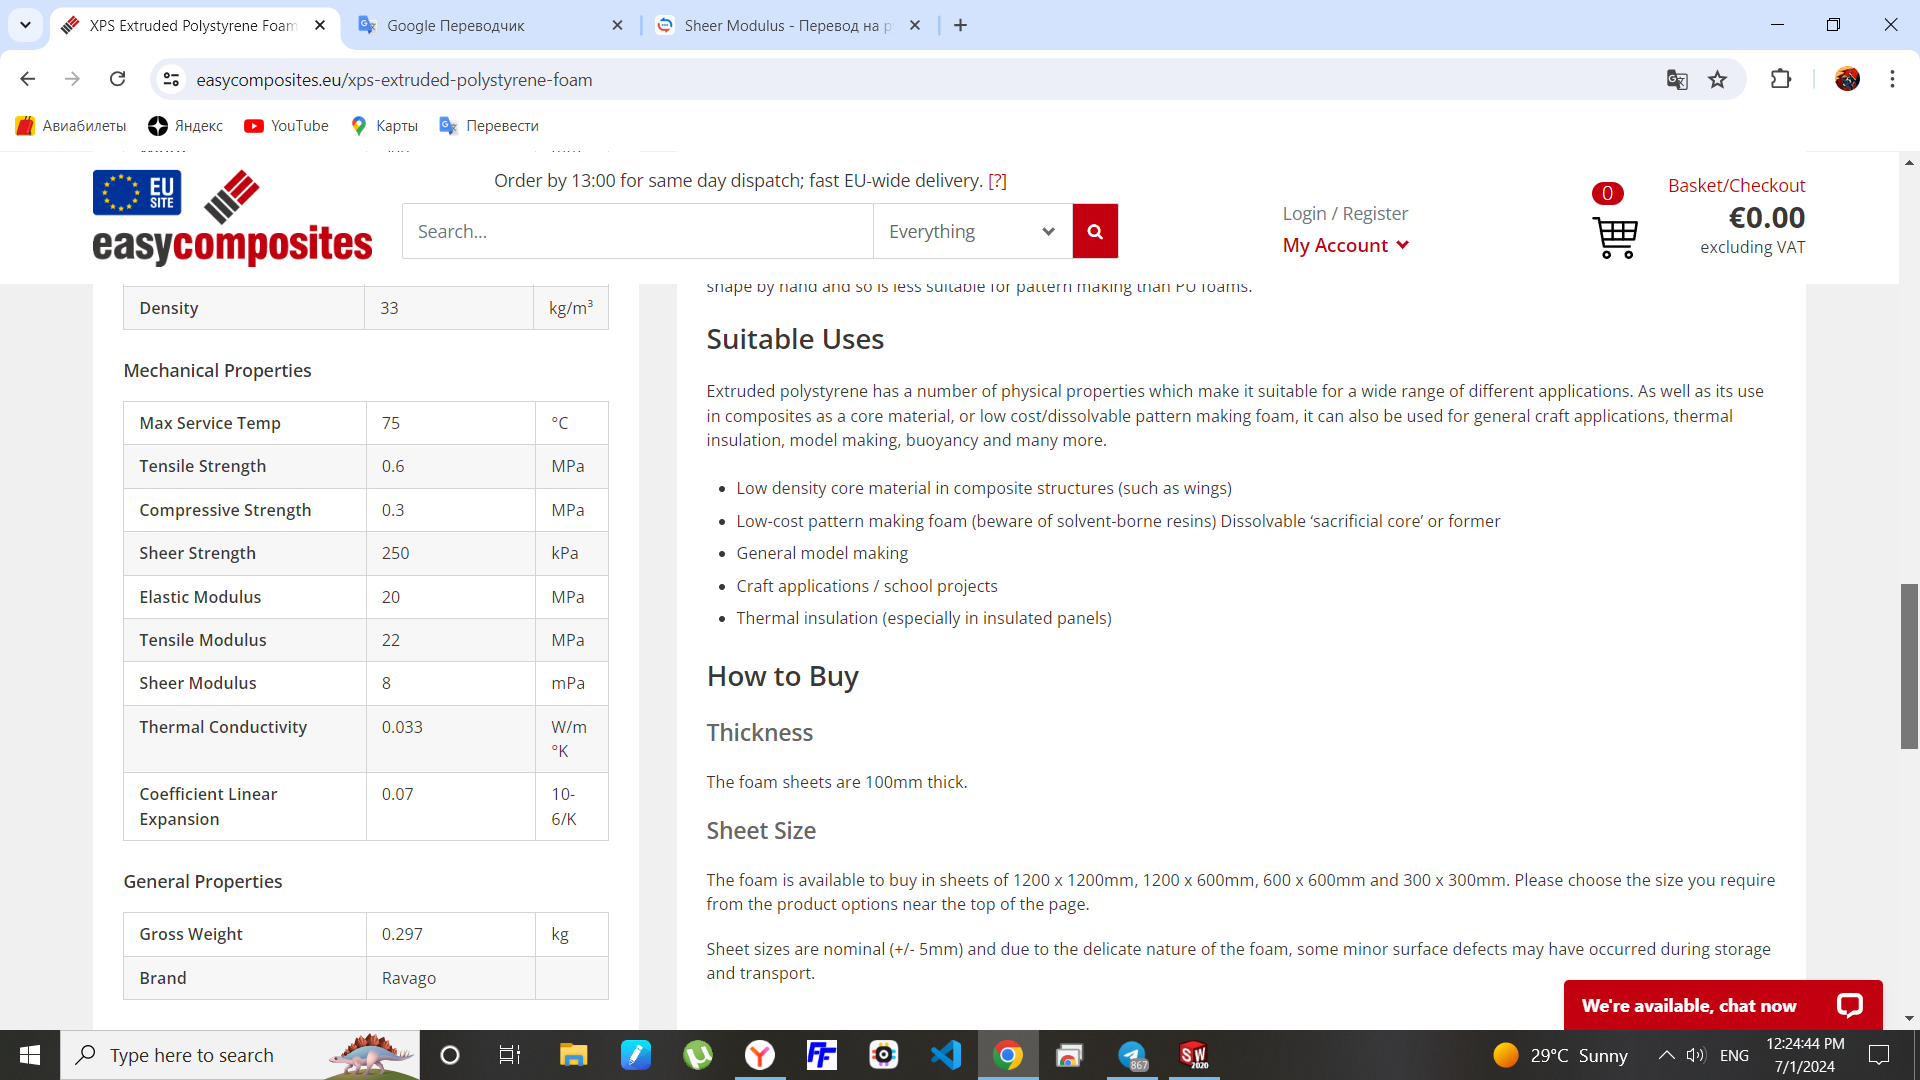 XPS Extruded Polystyrene Foam
Google Переводчик
Sheer Modulus - Перевод на р
easycomposites.eu/xps-extruded-polystyrene-foam
Авиабилеты
Яндекс
YouTube
Карты
Перевести
EU
SITE
easycomposites
Order by 13:00 for same day dispatch; fast EU-wide delivery. [?]
Search...
Everything
Login / Register
My Account
0
Basket/Checkout
€0.00
excluding VAT
Density 33 kg/m³
Mechanical Properties
Max Service Temp 75 °C
Tensile Strength 0.6 MPa
Compressive Strength 0.3 MPa
Sheer Strength 250 kPa
Elastic Modulus 20 MPa
Tensile Modulus 22 MPa
Sheer Modulus 8 mPa
Thermal Conductivity 0.033 W/m
°K
Coefficient Linear 0.07 10-
Expansion 6/K
General Properties
Gross Weight 0.297 kg
Brand Ravago
shape by hand and so is less suitable for pattern making than PU foams.
Suitable Uses
Extruded polystyrene has a number of physical properties which make it suitable for a wide range of different applications. As well as its use
in composites as a core material, or low cost/dissolvable pattern making foam, it can also be used for general craft applications, thermal
insulation, model making, buoyancy and many more.
• Low density core material in composite structures (such as wings)
• Low-cost pattern making foam (beware of solvent-borne resins) Dissolvable ‘sacrificial core’ or former
• General model making
• Craft applications / school projects
• Thermal insulation (especially in insulated panels)
How to Buy
Thickness
The foam sheets are 100mm thick.
Sheet Size
The foam is available to buy in sheets of 1200 x 1200mm, 1200 x 600mm, 600 x 600mm and 300 x 300mm. Please choose the size you require
from the product options near the top of the page.
Sheet sizes are nominal (+/- 5mm) and due to the delicate nature of the foam, some minor surface defects may have occurred during storage
and transport.
We're available, chat now
Type here to search
867
SW
2020
29°C Sunny
ENG
12:24:44 PM
7/1/2024